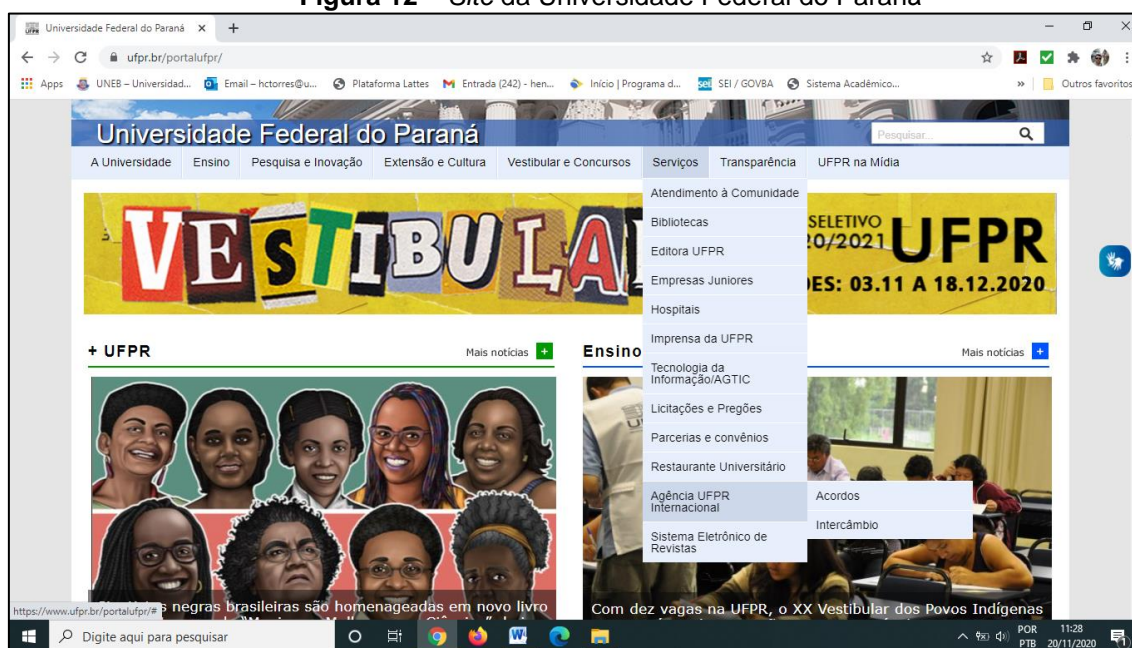 Figura 12 – Site da Universidade Federal do Paraná
Universidade Federal do Paraná
ufpr.br/portalufpr/
Apps UNEB – Universidad... Email – hctorres@u... Plataforma Lattes Entrada (242) - hen... Início | Programa d... SEI / GOVBA Sistema Acadêmico... » Outros favoritos
Universidade Federal do Paraná
Pesquisar...
A Universidade Ensino Pesquisa e Inovação Extensão e Cultura Vestibular e Concursos Serviços Transparência UFPR na Mídia
Atendimento à Comunidade
Bibliotecas
Editora UFPR
Empresas Juniores
Hospitais
Imprensa da UFPR
Tecnologia da
Informação/AGTIC
Licitações e Pregões
Parcerias e convênios
Restaurante Universitário
Agência UFPR
Internacional
Sistema Eletrônico de
Revistas
Acordos
Intercâmbio
VESTIBULA
SELETIVO
20/2021
UFPR
ES: 03.11 A 18.12.2020
+ UFPR
Mais notícias +
Ensino
Mais notícias +
negras brasileiras são homenageadas em novo livro
Com dez vagas na UFPR, o XX Vestibular dos Povos Indígenas
https://www.ufpr.br/portalufpr/#
Digite aqui para pesquisar
POR
PTB
11:28
20/11/2020